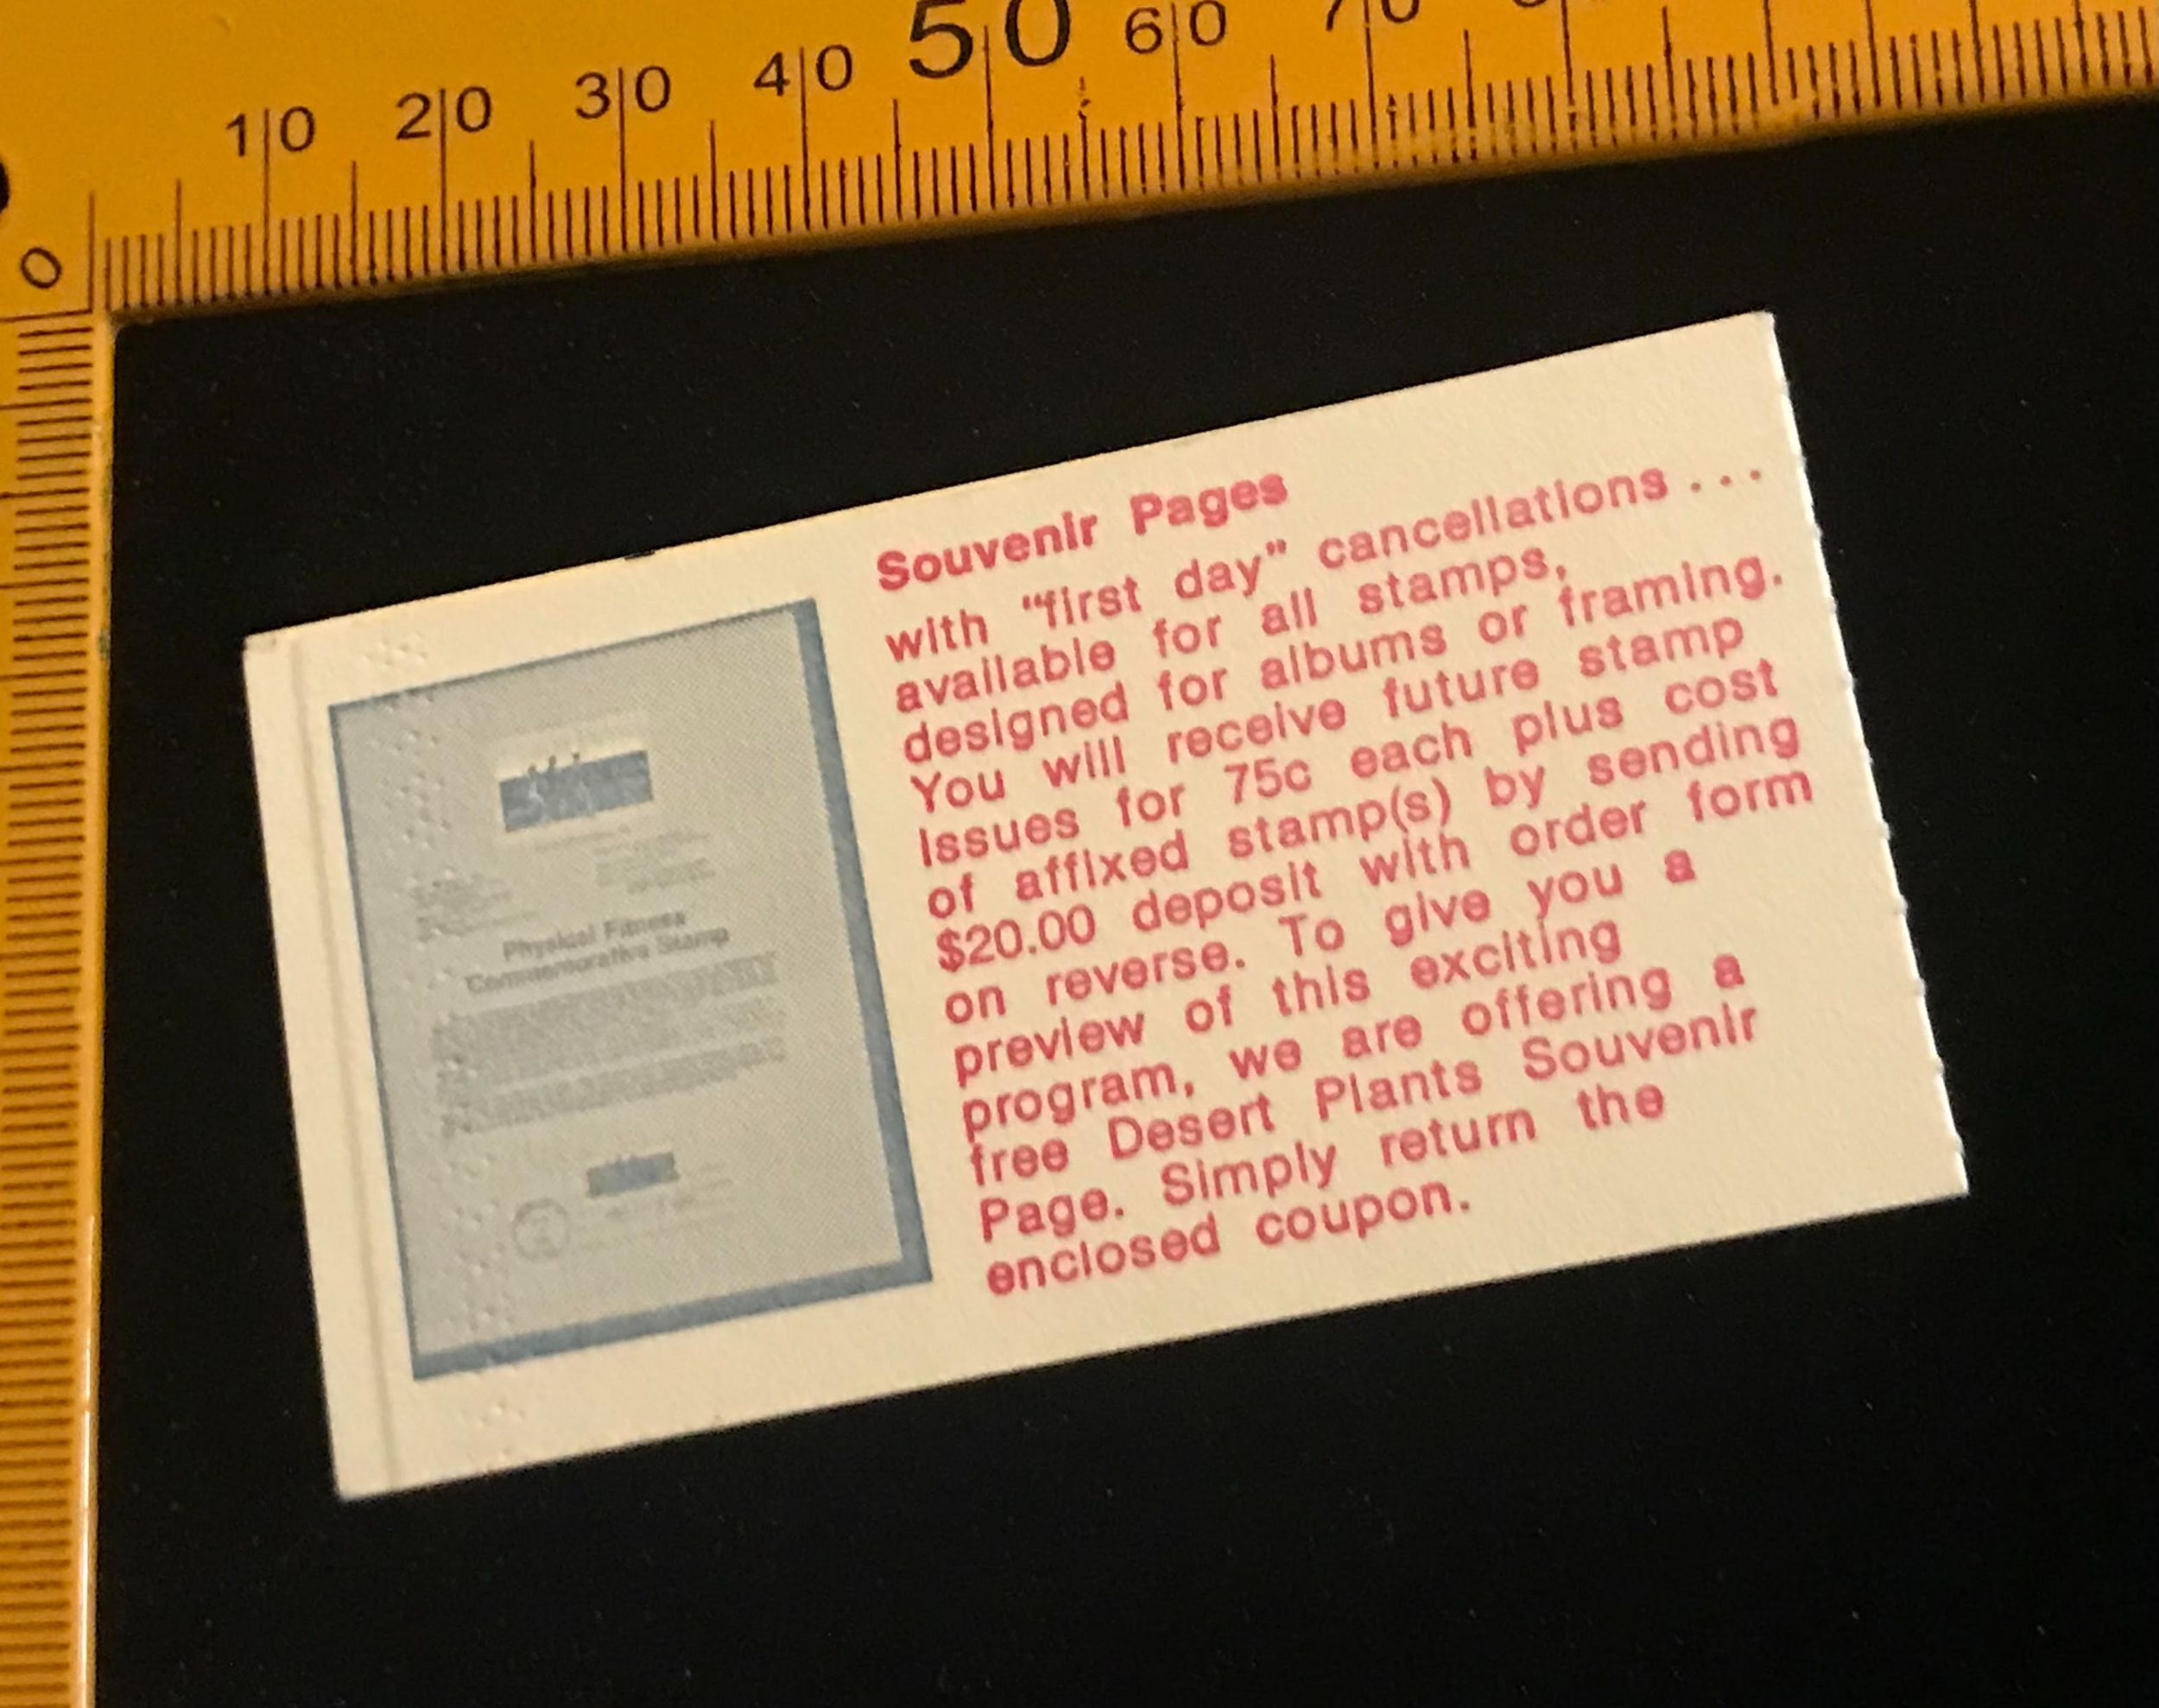 10 20 30 40 50 60 70
0
Souvenir Pages
with "first day" cancellations...
available for all stamps,
designed for albums or framing.
You will receive future stamp
issues for 75c each plus cost
of affixed stamp(s) by sending
$20.00 deposit with order form
on reverse. To give you a
preview of this exciting
program, we are offering a
free Desert Plants Souvenir
Page. Simply return the
enclosed coupon.
Physical Fitness
Commemorative Stamp